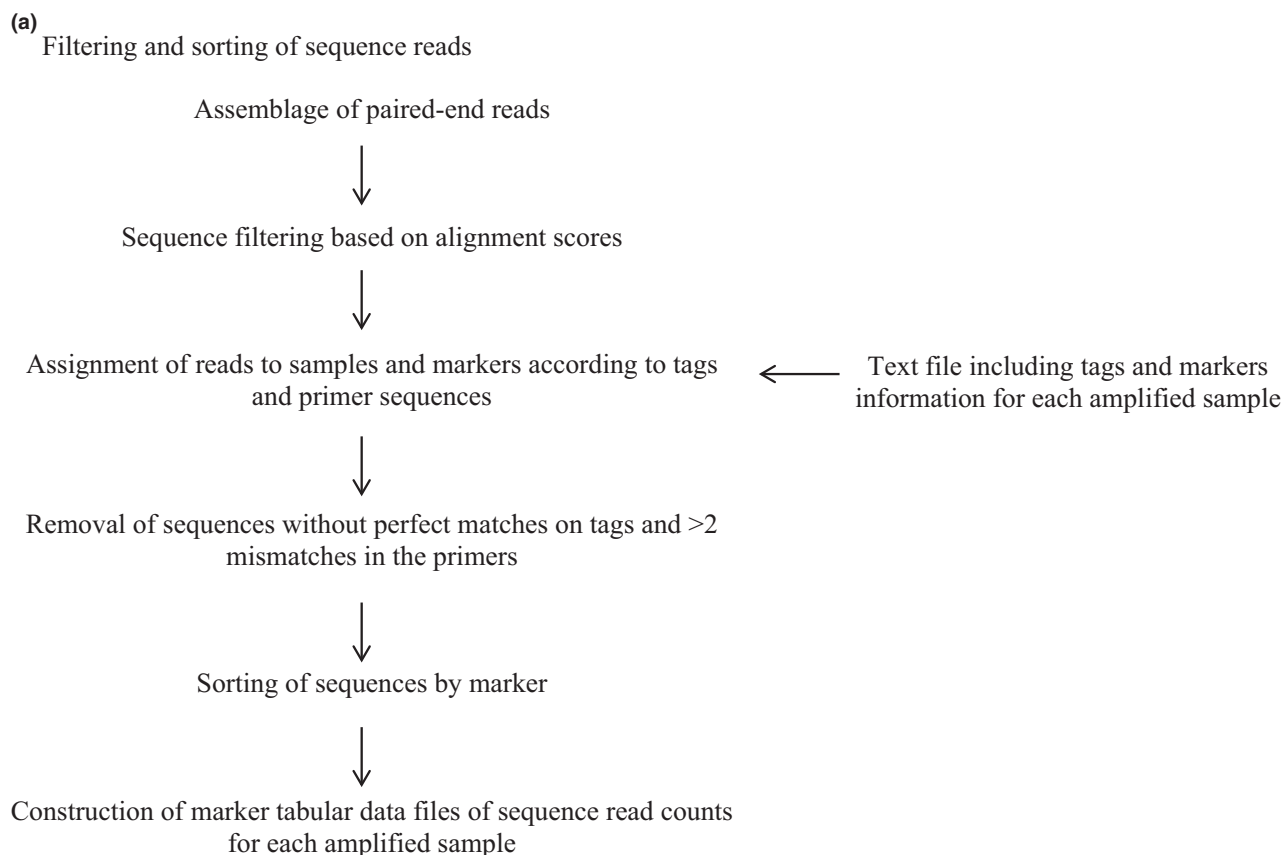 (a)
Filtering and sorting of sequence reads
Assemblage of paired-end reads
Sequence filtering based on alignment scores
Assignment of reads to samples and markers according to tags
and primer sequences
Text file including tags and markers
information for each amplified sample
Removal of sequences without perfect matches on tags and >2
mismatches in the primers
Sorting of sequences by marker
Construction of marker tabular data files of sequence read counts
for each amplified sample